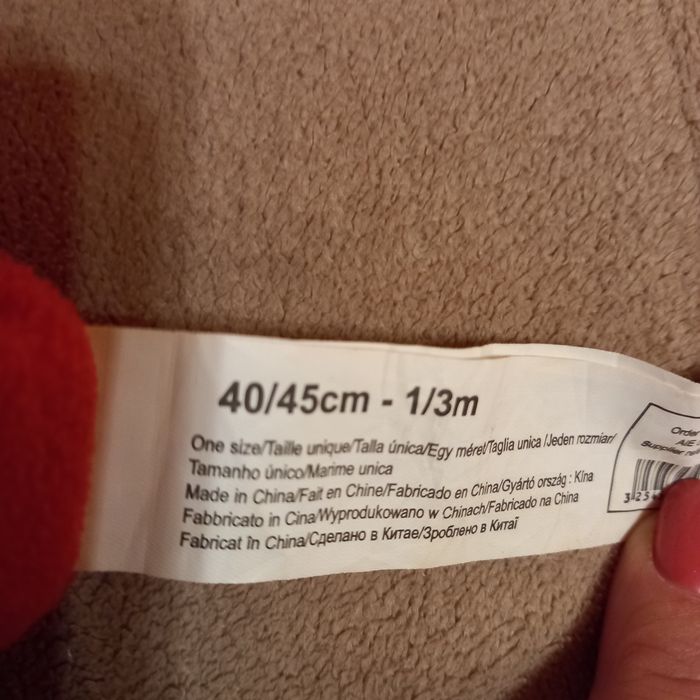 40/45cm - 1/3m
One size/Taille unique/Talla única/Egy méret/Taglia unica /Jeden rozmiar/
Tamanho único/Marime unica
Made in China/Fait en Chine/Fabricado en China/Gyártó ország : Kína
Fabbricato in Cina/Wyprodukowano w Chinach/Fabricado na China
Fabricat în China/Сделано в Китае/Зроблено в Китаї
Order
Supplier